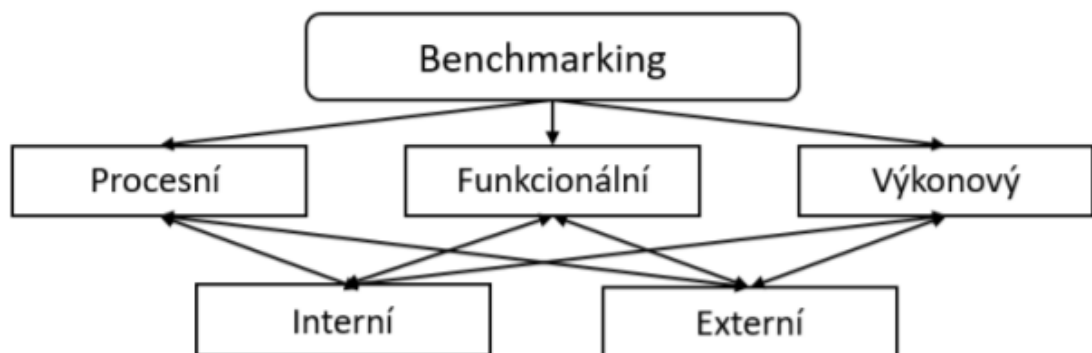 Benchmarking
Procesní
Funkcionální
Výkonový
Interní
Externí